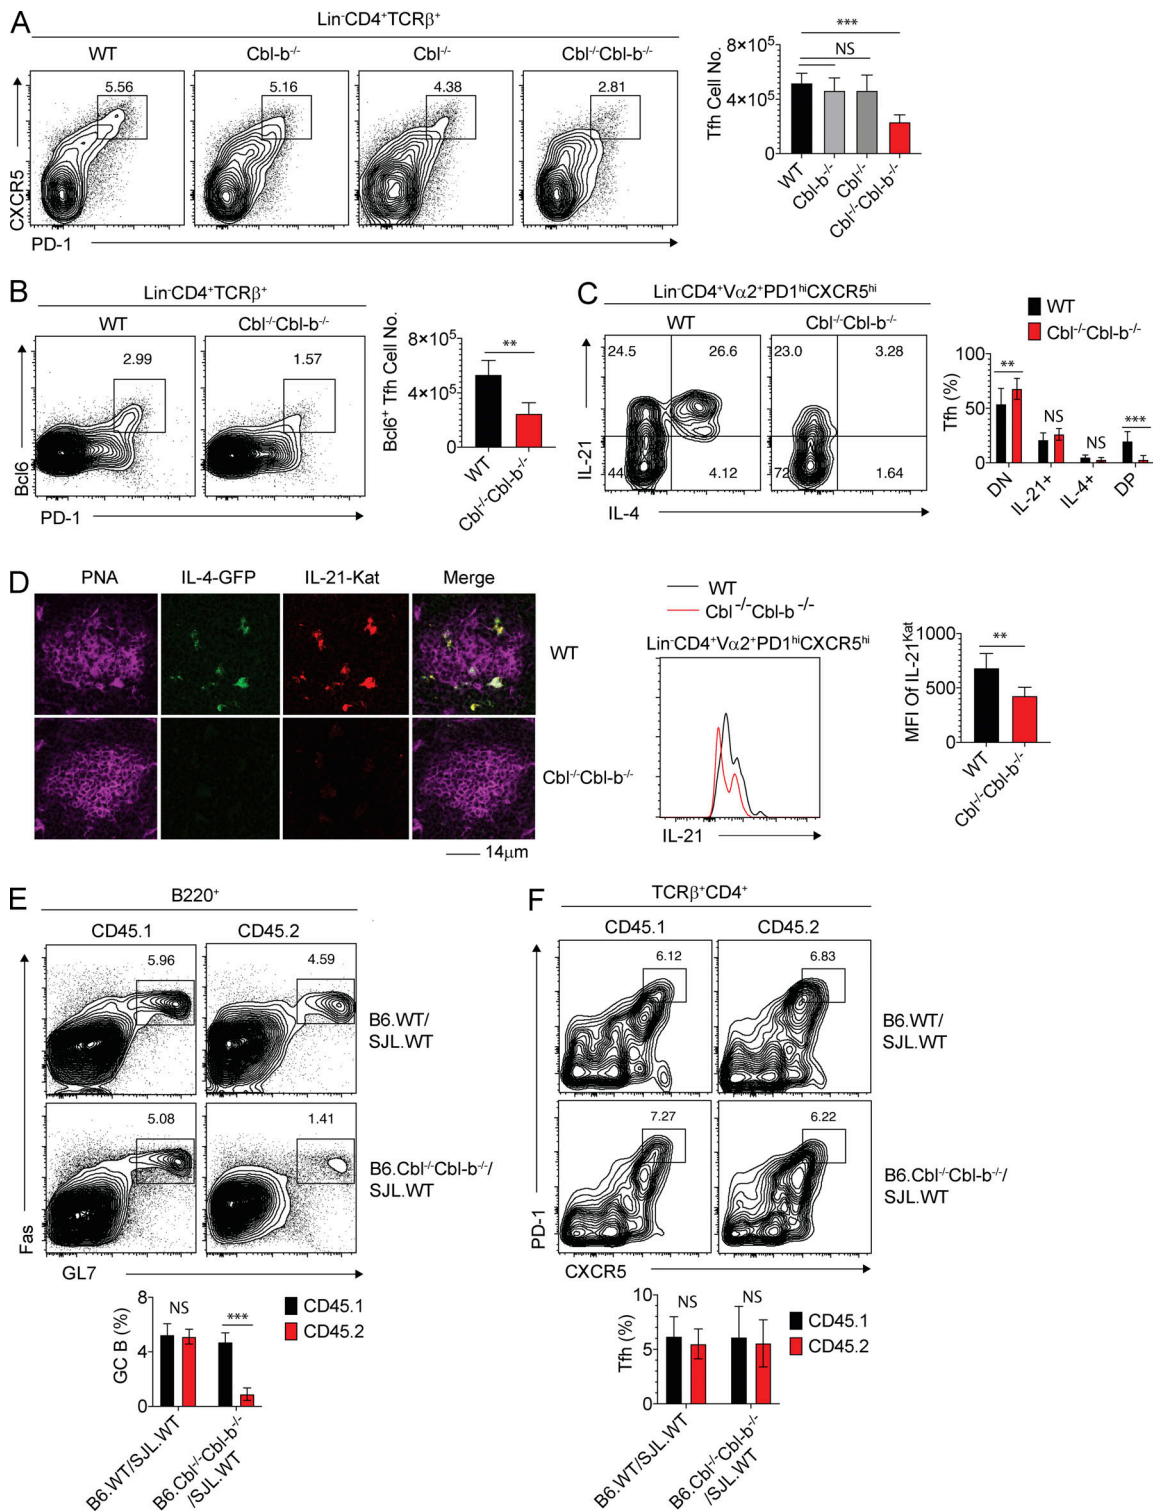 A
Lin⁻CD4⁺TCRβ⁺
WT
Cbl-b⁻/⁻
Cbl⁻/⁻
Cbl⁻/⁻Cbl-b⁻/⁻
5.56
5.16
4.38
2.81
CXCR5
PD-1
Tfh Cell No.
8×10⁵
4×10⁵
0
***
NS
WT
Cbl-b⁻/⁻
Cbl⁻/⁻
Cbl⁻/⁻Cbl-b⁻/⁻
B
Lin⁻CD4⁺TCRβ⁺
WT
Cbl⁻/⁻Cbl-b⁻/⁻
2.99
1.57
Bcl6
PD-1
Bcl6⁺ Tfh Cell No.
8×10⁵
4×10⁵
0
**
WT
Cbl⁻/⁻Cbl-b⁻/⁻
C
Lin⁻CD4⁺Vα2⁺PD1ʰⁱCXCR5ʰⁱ
WT
Cbl⁻/⁻Cbl-b⁻/⁻
24.5
26.6
44
4.12
23.0
3.28
72
1.64
IL-21
IL-4
WT
Cbl⁻/⁻Cbl-b⁻/⁻
Tfh (%)
100
50
0
**
NS
NS
***
DN
IL-21+
IL-4+
DP
D
PNA
IL-4-GFP
IL-21-Kat
Merge
WT
Cbl⁻/⁻Cbl-b⁻/⁻
14μm
WT
Cbl⁻/⁻Cbl-b⁻/⁻
Lin⁻CD4⁺Vα2⁺PD1ʰⁱCXCR5ʰⁱ
IL-21
MFI Of IL-21ᴷᵃᵗ
1000
500
0
**
WT
Cbl⁻/⁻Cbl-b⁻/⁻
E
B220⁺
CD45.1
CD45.2
5.96
4.59
B6.WT/
SJL.WT
5.08
1.41
B6.Cbl⁻/⁻Cbl-b⁻/⁻/
SJL.WT
Fas
GL7
GC B (%)
8
4
0
NS
***
CD45.1
CD45.2
B6.WT/SJL.WT
B6.Cbl⁻/⁻Cbl-b⁻/⁻
/SJL.WT
F
TCRβ⁺CD4⁺
CD45.1
CD45.2
6.12
6.83
B6.WT/
SJL.WT
7.27
6.22
B6.Cbl⁻/⁻Cbl-b⁻/⁻/
SJL.WT
PD-1
CXCR5
Tfh (%)
10
5
0
NS
NS
CD45.1
CD45.2
B6.WT/SJL.WT
B6.Cbl⁻/⁻Cbl-b⁻/⁻
/SJL.WT